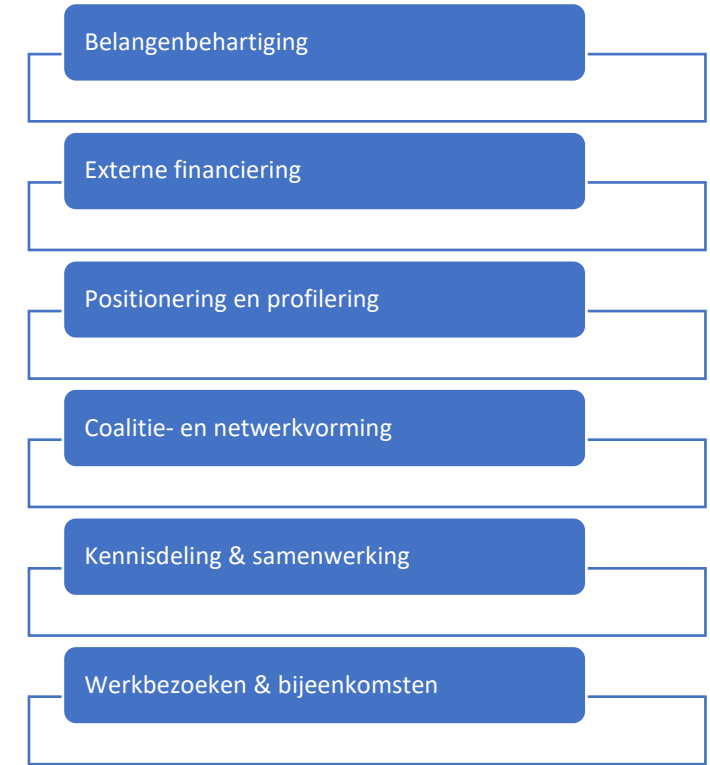 Belangenbehartiging
Externe financiering
Positionering en profilering
Coalitie- en netwerkvorming
Kennisdeling & samenwerking
Werkbezoeken & bijeenkomsten